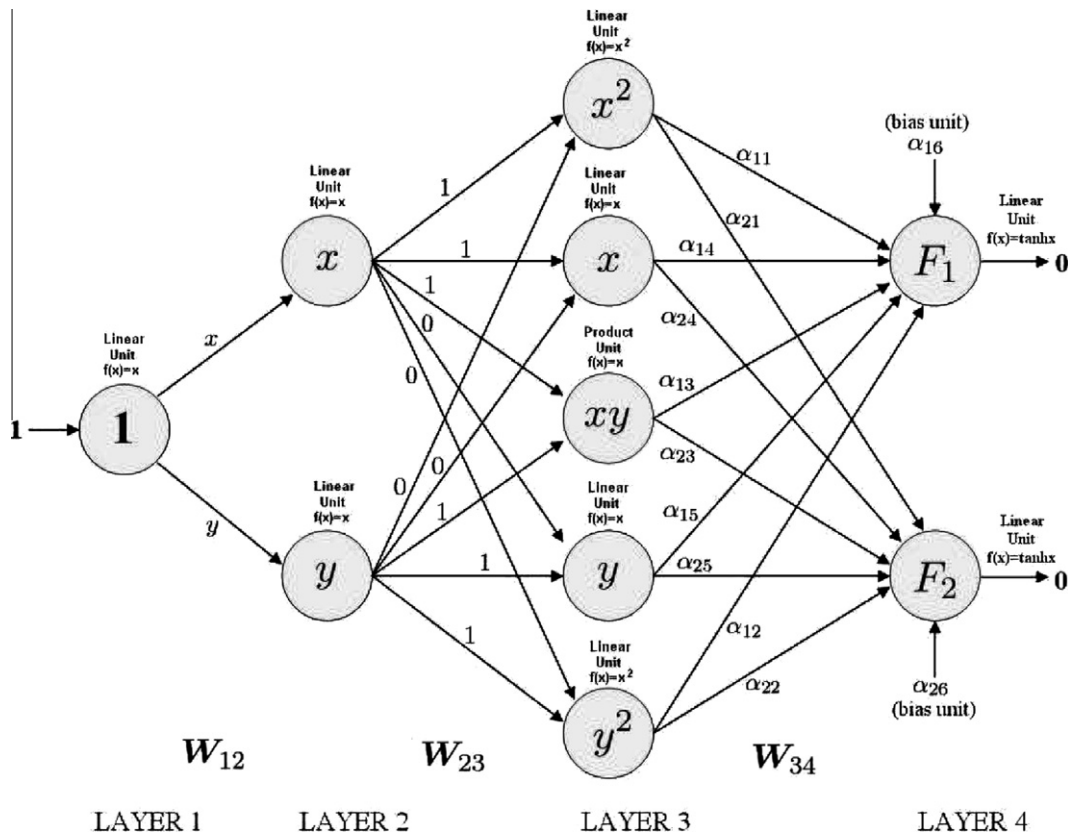 Linear
Unit
f(x)=x²
x²
(bias unit)
α₁₆
α₁₁
Linear
Unit
f(x)=x
Linear
Unit
f(x)=x
1
α₂₁
Linear
Unit
f(x)=tanhx
x
1
x
α₁₄
F₁
0
1
0
α₂₄
Linear
Unit
f(x)=x
x
Product
Unit
f(x)=x
0
α₁₃
1
1
xy
y
Linear
Unit
f(x)=x
0
0
1
α₂₃
Linear
Unit
f(x)=x
α₁₅
Linear
Unit
f(x)=tanhx
y
1
y
α₂₅
F₂
0
1
α₁₂
Linear
Unit
f(x)=x²
α₂₂
α₂₆
(bias unit)
y²
W₁₂
W₂₃
W₃₄
LAYER 1
LAYER 2
LAYER 3
LAYER 4